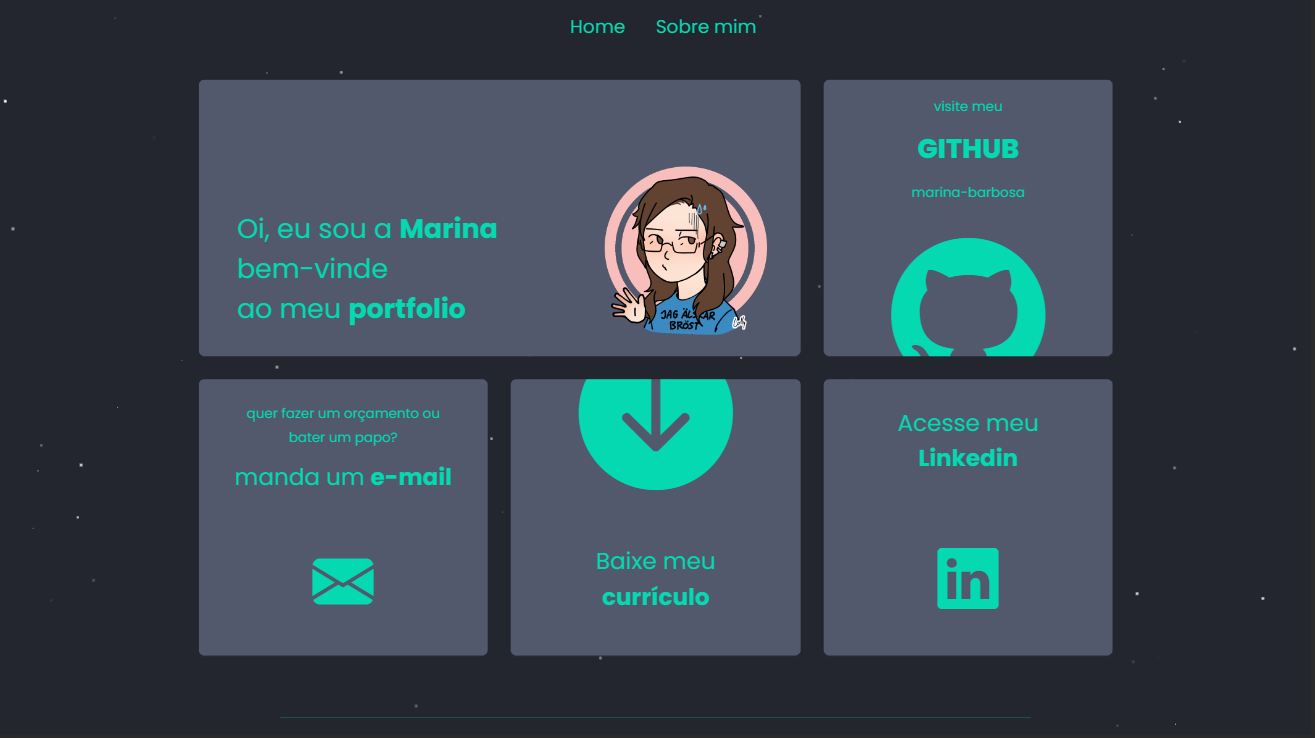 Home Sobre mim
Oi, eu sou a Marina
bem-vinde
ao meu portfolio
JAG ÄLSKAR
BRÖST
visite meu
GITHUB
marina-barbosa
quer fazer um orçamento ou
bater um papo?
manda um e-mail
Baixe meu
currículo
Acesse meu
Linkedin
in